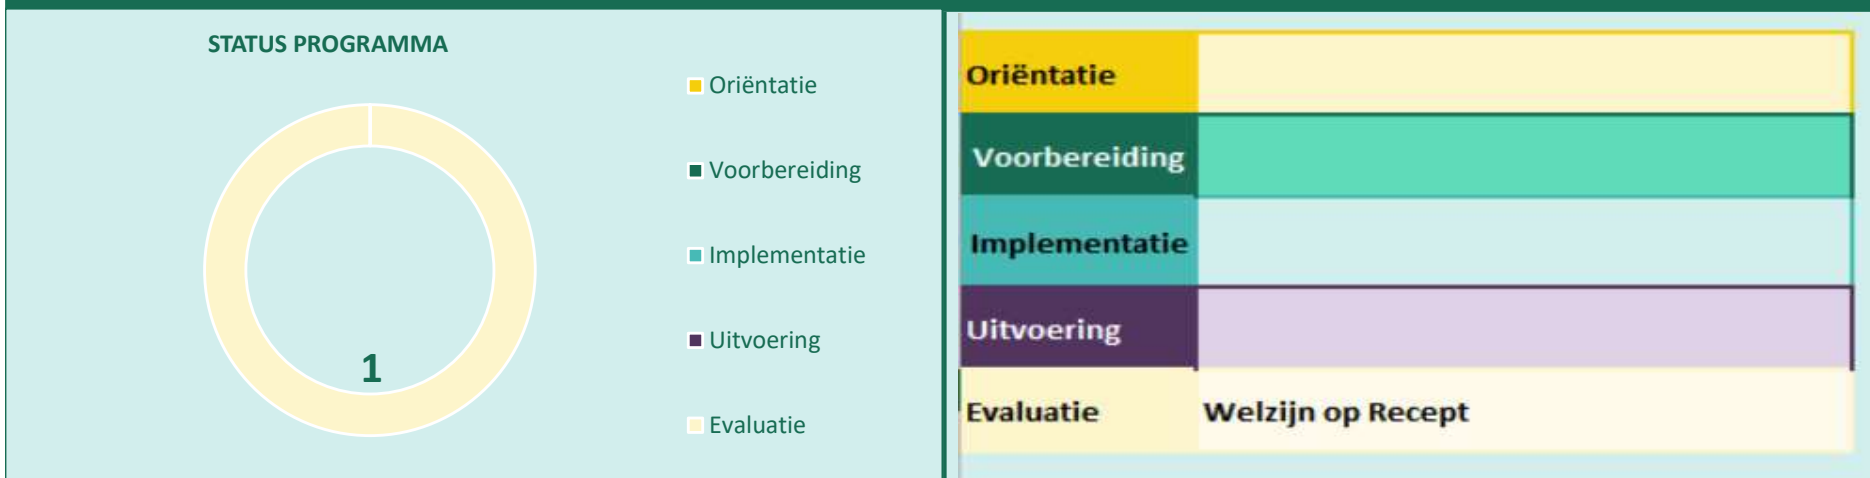 STATUS PROGRAMMA
1
Oriëntatie
Voorbereiding
Implementatie
Uitvoering
Evaluatie
Oriëntatie
Voorbereiding
Implementatie
Uitvoering
Evaluatie Welzijn op Recept